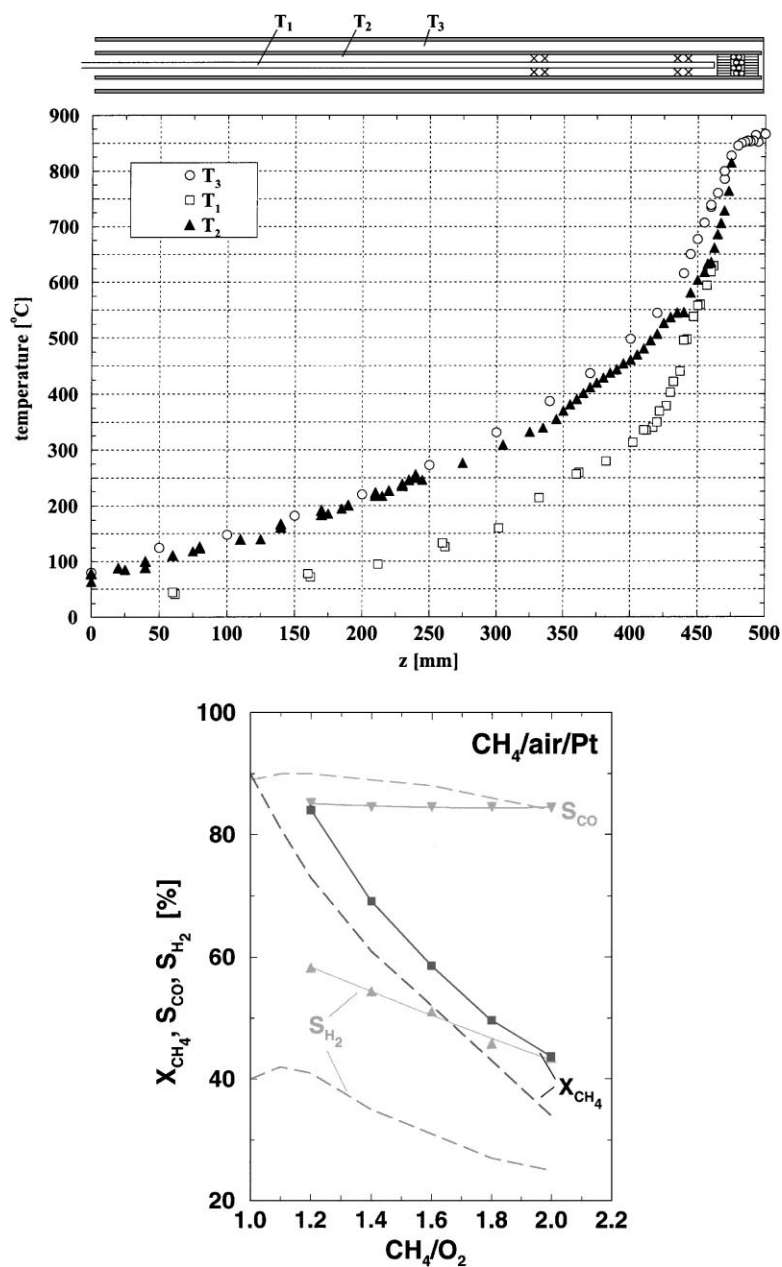 T1 T2 T3
900
800
700
600
500
400
300
200
100
0
temperature [°C]
T3
T1
T2
0 50 100 150 200 250 300 350 400 450 500
z [mm]
100
80
60
40
20
XCH4, SCO, SH2 [%]
CH4/air/Pt
SCO
SH2
XCH4
1.0 1.2 1.4 1.6 1.8 2.0 2.2
CH4/O2